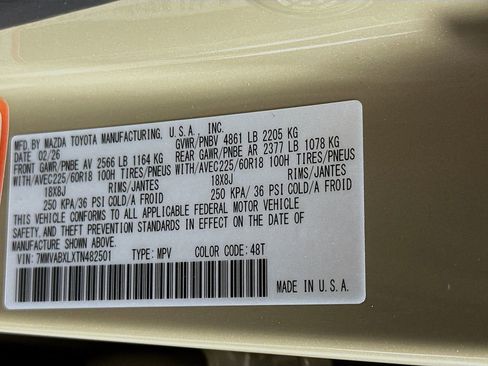 MFD. BY MAZDA TOYOTA MANUFACTURING, U.S.A., INC.
DATE 02/26 GVWR/PNBV 4861 LB 2205 KG
FRONT GAWR/PNBE AV 2566 LB 1164 KG REAR GAWR/PNBE AR 2377 LB 1078 KG
WITH/AVEC225/60R18 100H TIRES/PNEUS WITH/AVEC225/60R18 100H TIRES/PNEUS
18X8J RIMS/JANTES 18X8J RIMS/JANTES
250 KPA/36 PSI COLD/A FROID 250 KPA/ 36 PSI COLD/A FROID
THIS VEHICLE CONFORMS TO ALL APPLICABLE FEDERAL MOTOR VEHICLE
SAFETY, AND THEFT PREVENTION STANDARDS IN EFFECT ON THE DATE OF
MANUFACTURE SHOWN ABOVE.
VIN: 7MMVABXLXTN482501 TYPE: MPV COLOR CODE: 48T
MADE IN U.S.A.